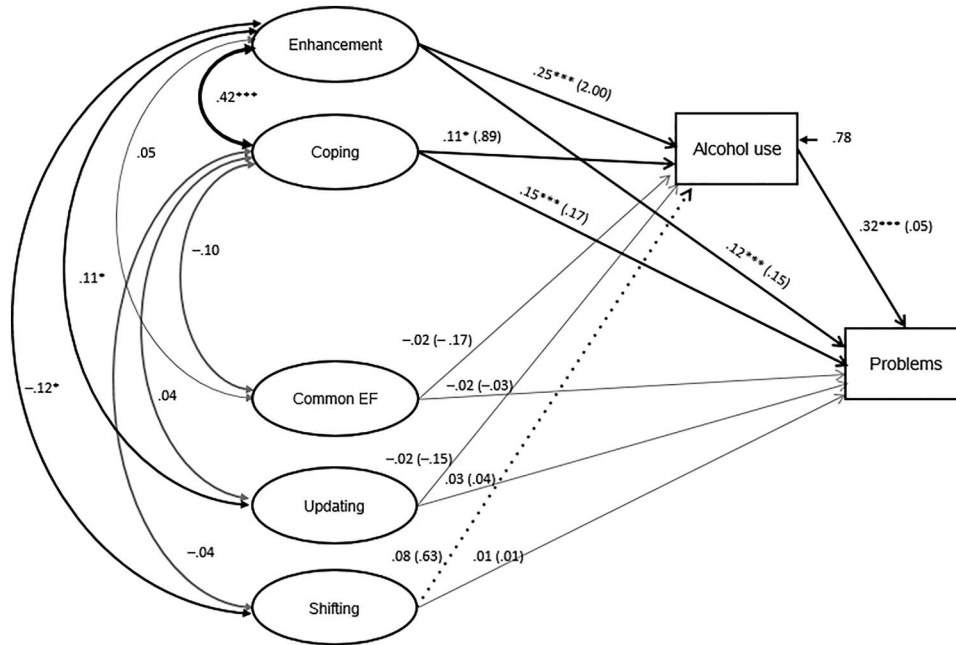 Enhancement
.25*** (2.00)
.42***
.11* (.89)
Alcohol use
.78
.05
Coping
.15*** (.17)
.32*** (.05)
–.10
.12*** (.15)
.11*
–.02 (– .17)
Problems
–.12*
.04
Common EF
–.02 (–.03)
–.02 (–.15)
.03 (.04)
Updating
–.04
.08 (.63)
.01 (.01)
Shifting